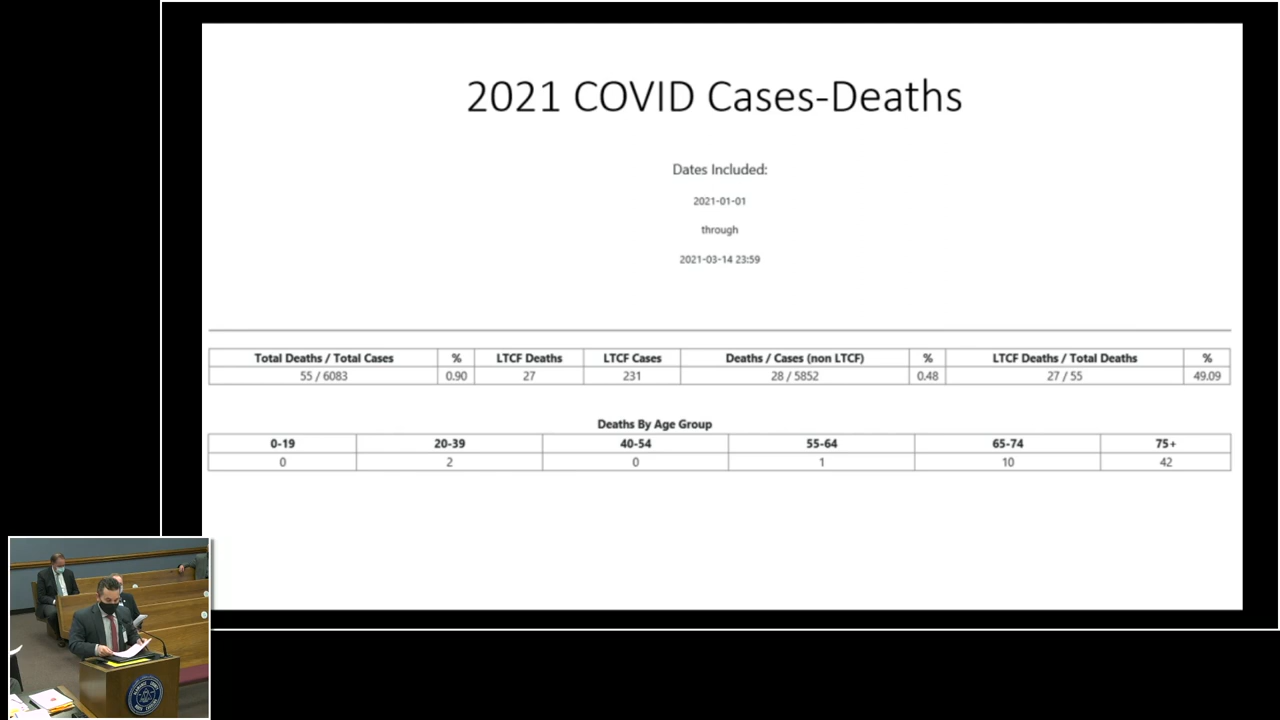 2021 COVID Cases-Deaths
Dates Included:
2021-01-01
through
2021-03-14 23:59
Total Deaths / Total Cases % LTCF Deaths LTCF Cases Deaths / Cases (non LTCF) % LTCF Deaths / Total Deaths %
55 / 6083 0.90 27 231 28 / 5852 0.48 27 / 55 49.09
Deaths By Age Group
0-19 20-39 40-54 55-64 65-74 75+
0 2 0 1 10 42